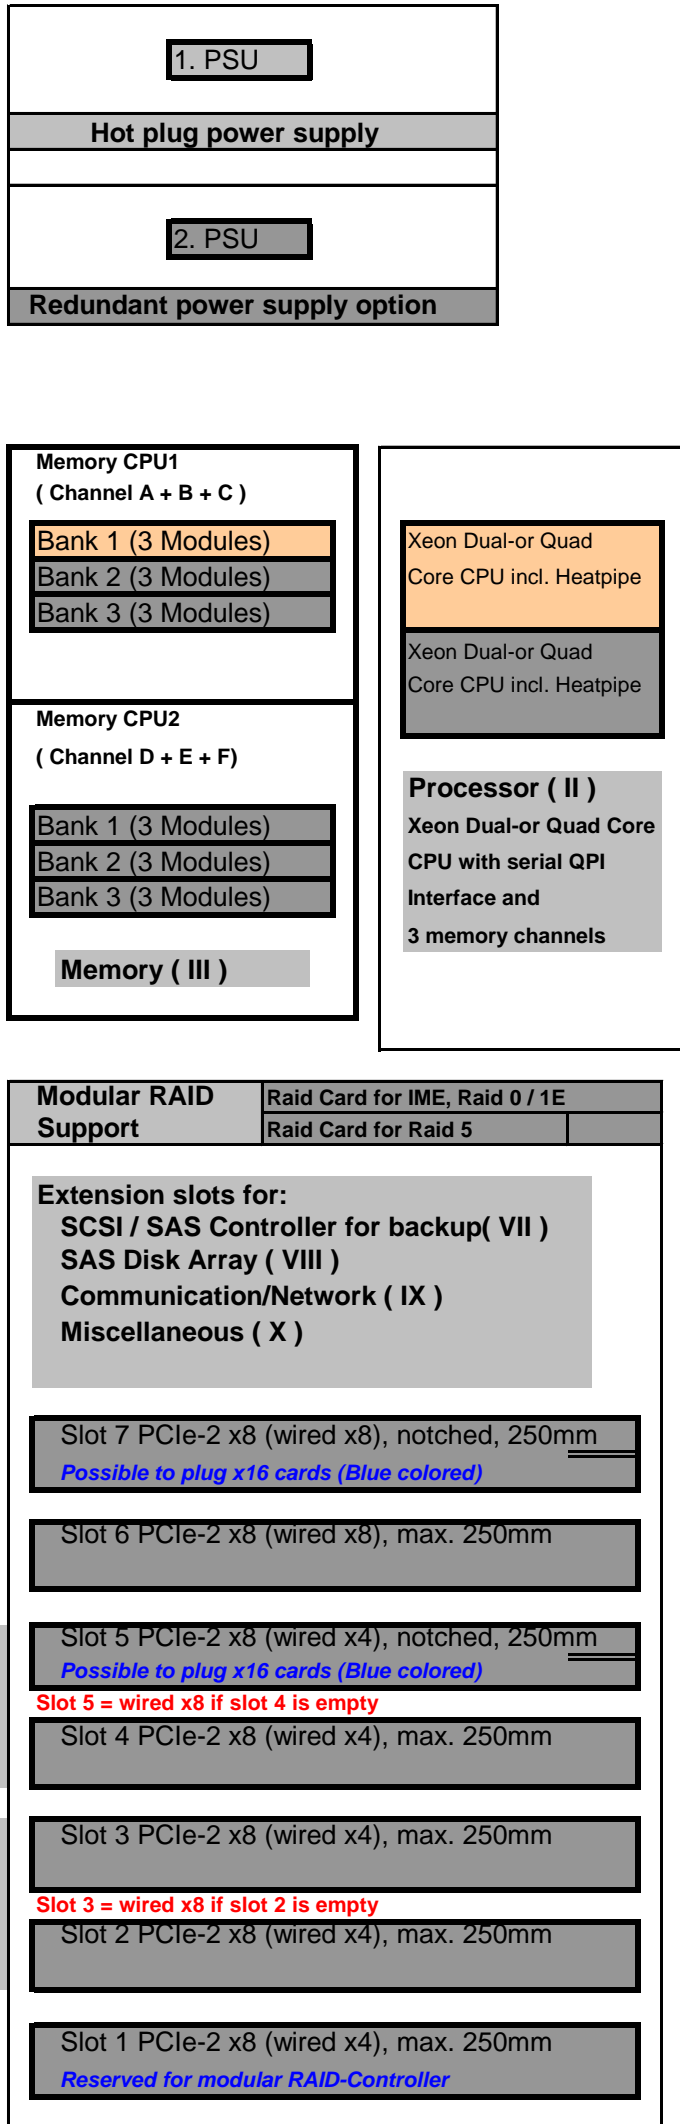 1. PSU
Hot plug power supply
2. PSU
Redundant power supply option
Memory CPU1
( Channel A + B + C )
Bank 1 (3 Modules)
Bank 2 (3 Modules)
Bank 3 (3 Modules)
Memory CPU2
( Channel D + E + F)
Bank 1 (3 Modules)
Bank 2 (3 Modules)
Bank 3 (3 Modules)
Memory ( III )
Xeon Dual-or Quad
Core CPU incl. Heatpipe
Xeon Dual-or Quad
Core CPU incl. Heatpipe
Processor ( II )
Xeon Dual-or Quad Core
CPU with serial QPI
Interface and
3 memory channels
Modular RAID
Support
Raid Card for IME, Raid 0 / 1E
Raid Card for Raid 5
Extension slots for:
SCSI / SAS Controller for backup( VII )
SAS Disk Array ( VIII )
Communication/Network ( IX )
Miscellaneous ( X )
Slot 7 PCIe-2 x8 (wired x8), notched, 250mm
Possible to plug x16 cards (Blue colored)
Slot 6 PCIe-2 x8 (wired x8), max. 250mm
Slot 5 PCIe-2 x8 (wired x4), notched, 250mm
Possible to plug x16 cards (Blue colored)
Slot 5 = wired x8 if slot 4 is empty
Slot 4 PCIe-2 x8 (wired x4), max. 250mm
Slot 3 PCIe-2 x8 (wired x4), max. 250mm
Slot 3 = wired x8 if slot 2 is empty
Slot 2 PCIe-2 x8 (wired x4), max. 250mm
Slot 1 PCIe-2 x8 (wired x4), max. 250mm
Reserved for modular RAID-Controller